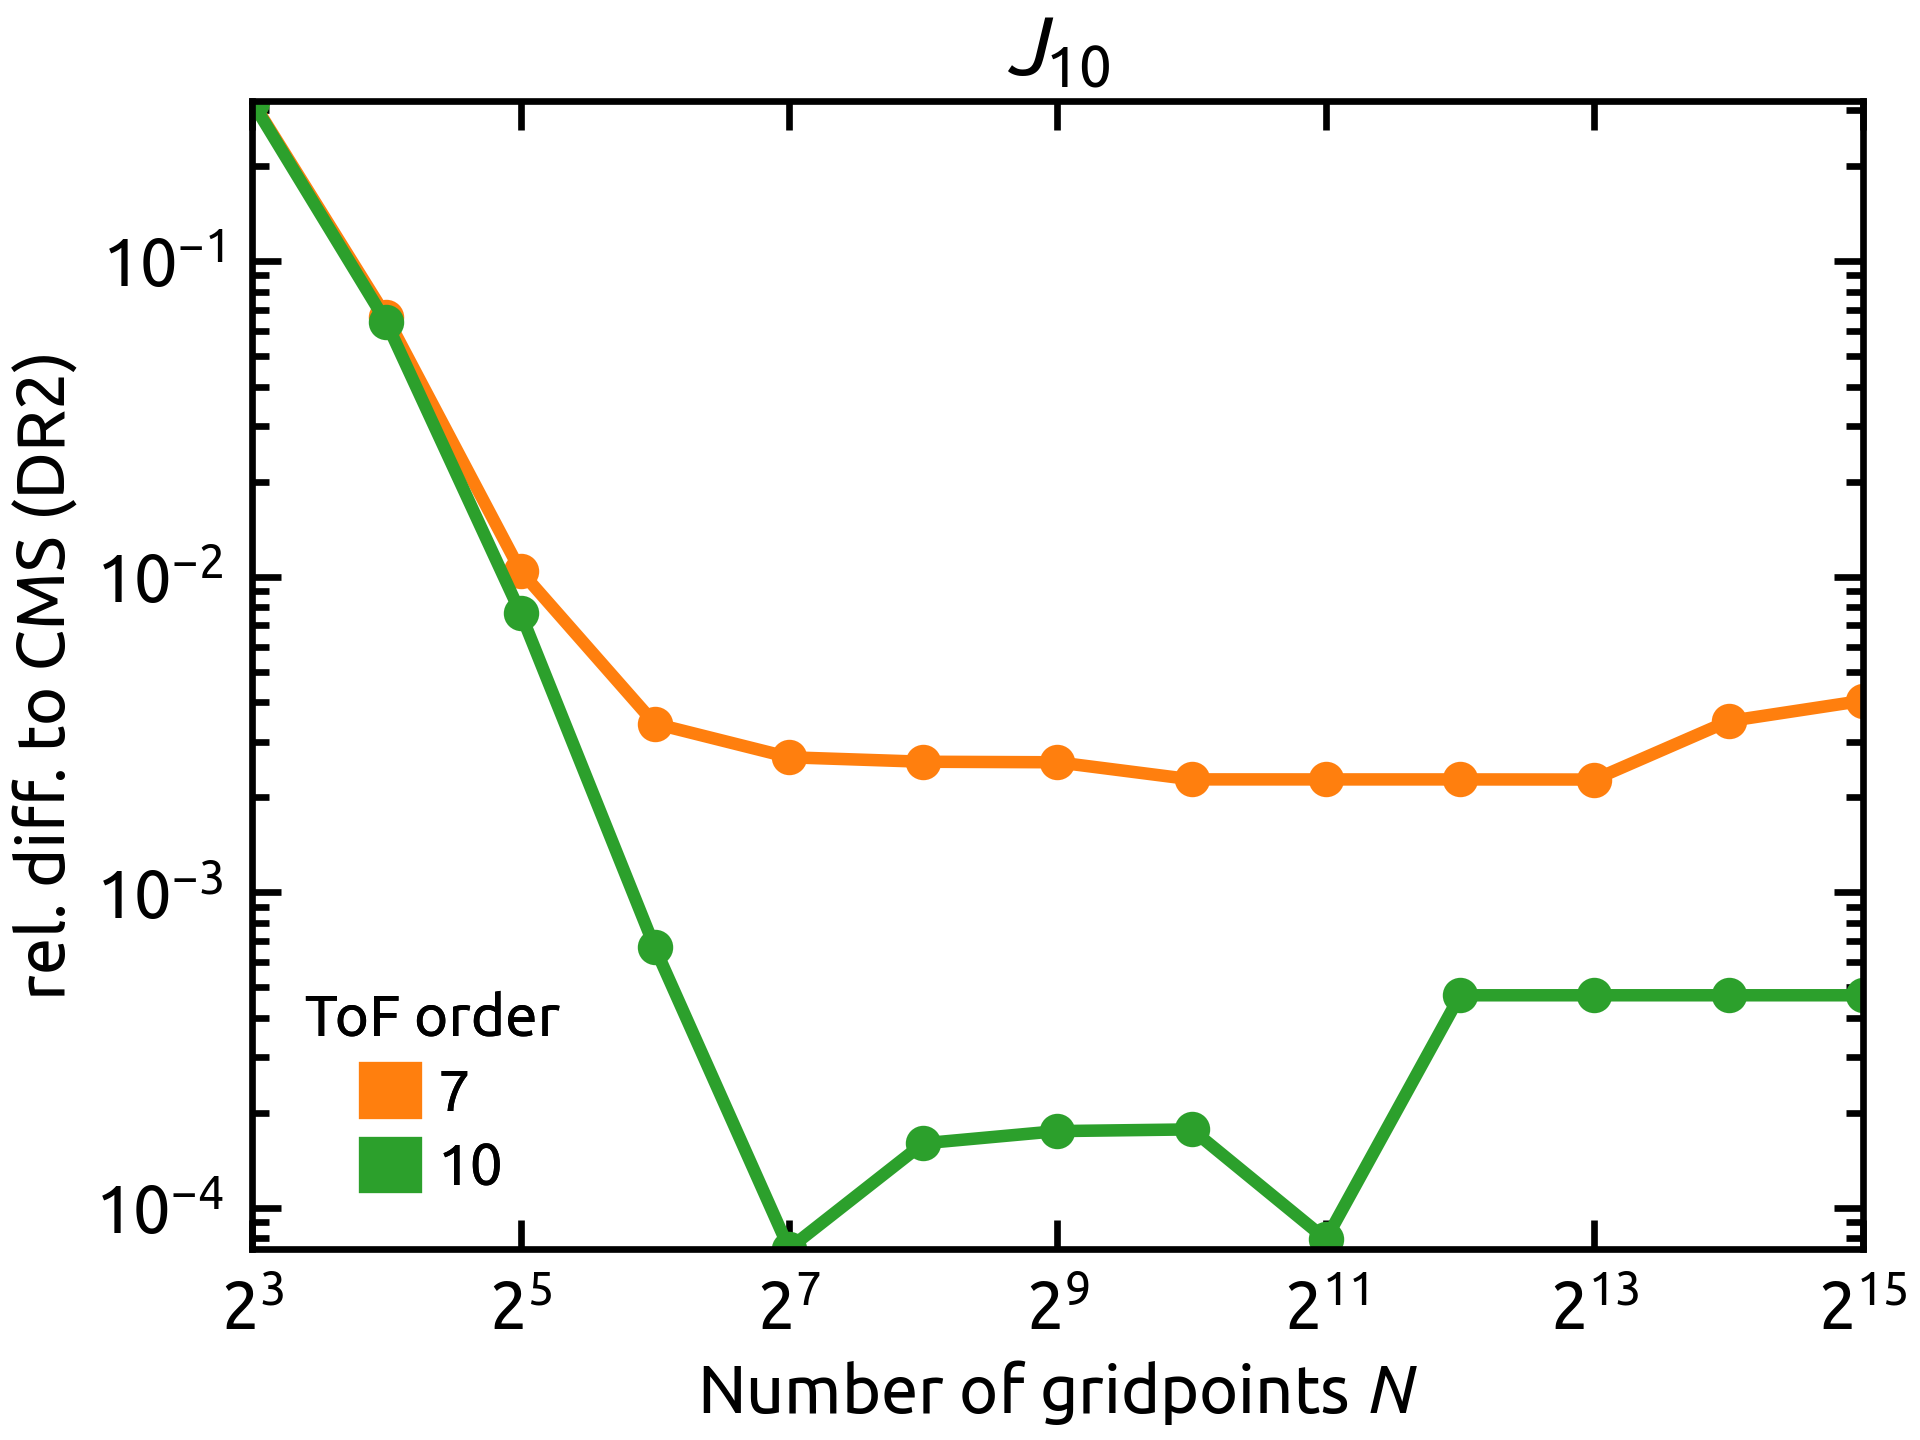 J₁₀
rel. diff. to CMS (DR2)
10⁻¹
10⁻²
10⁻³
10⁻⁴
ToF order
7
10
2³ 2⁵ 2⁷ 2⁹ 2¹¹ 2¹³ 2¹⁵
Number of gridpoints N